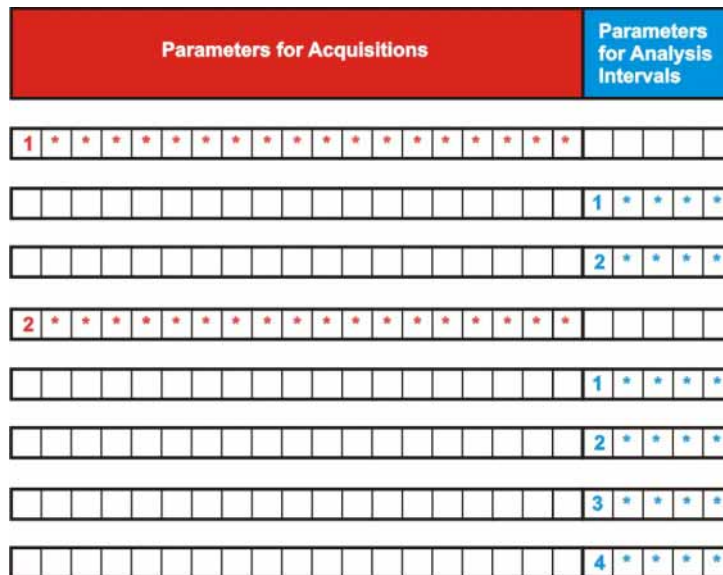 Parameters for Acquisitions
Parameters
for Analysis
Intervals
1 * * * * * * * * * * * * * * * * * *
1 * * * *
2 * * * *
2 * * * * * * * * * * * * * * * * * *
1 * * * *
2 * * * *
3 * * * *
4 * * * *